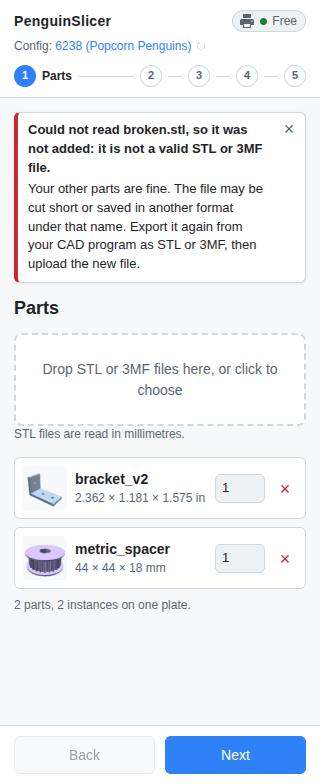 PenguinSlicer
Free
Config: 6238 (Popcorn Penguins)
1 Parts 2 3 4 5
Could not read broken.stl, so it was
not added: it is not a valid STL or 3MF
file.
×
Your other parts are fine. The file may be
cut short or saved in another format
under that name. Export it again from
your CAD program as STL or 3MF, then
upload the new file.
Parts
Drop STL or 3MF files here, or click to
choose
STL files are read in millimetres.
bracket_v2
2.362 × 1.181 × 1.575 in
1
×
metric_spacer
44 × 44 × 18 mm
1
×
2 parts, 2 instances on one plate.
Back
Next